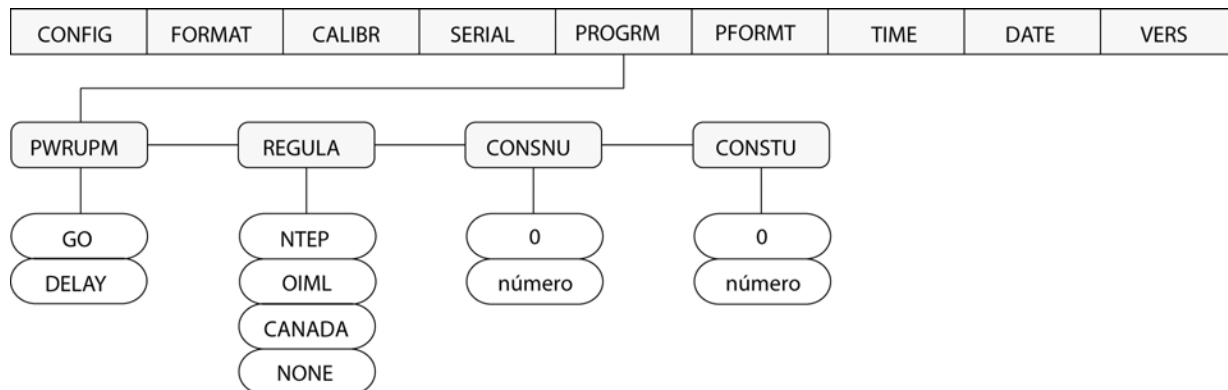 CONFIG FORMAT CALIBR SERIAL PROGRM PFORMT TIME DATE VERS
PWRUPM REGULA CONSNU CONSTU
GO NTEP 0 0
DELAY OIML número número
CANADA
NONE